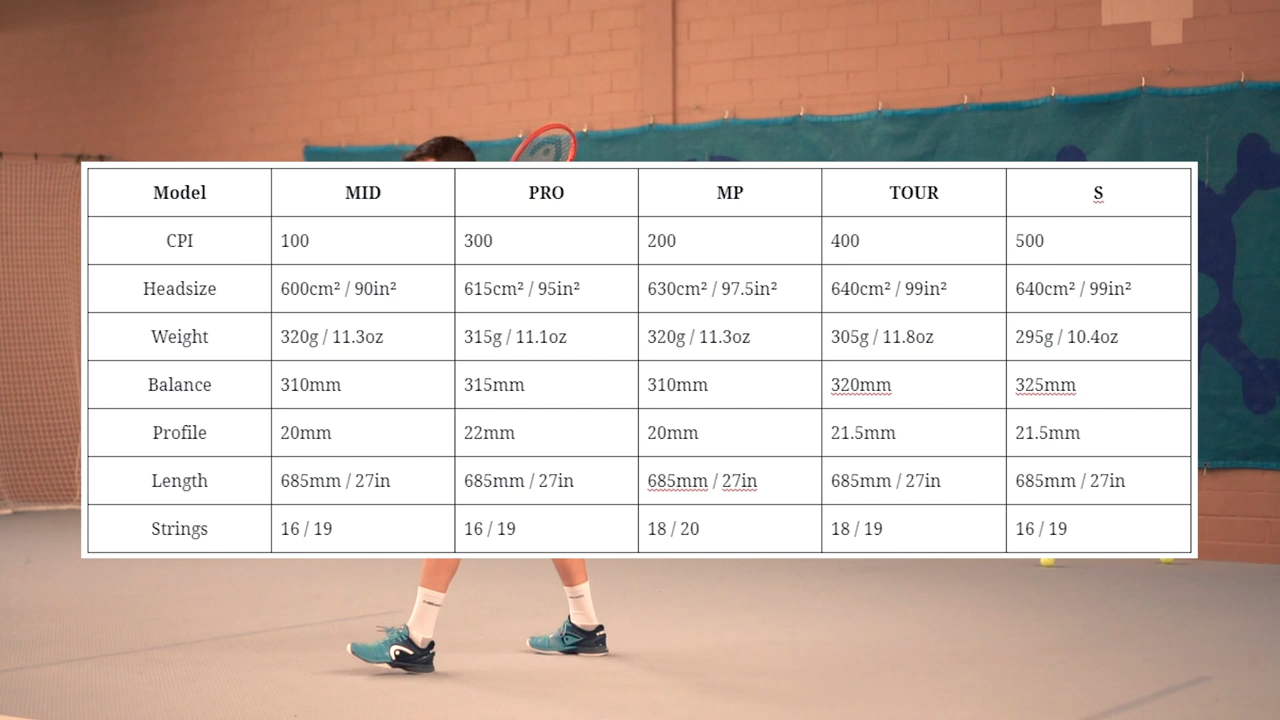 Model MID PRO MP TOUR S
CPI 100 300 200 400 500
Headsize 600cm² / 90in² 615cm² / 95in² 630cm² / 97.5in² 640cm² / 99in² 640cm² / 99in²
Weight 320g / 11.3oz 315g / 11.1oz 320g / 11.3oz 305g / 11.8oz 295g / 10.4oz
Balance 310mm 315mm 310mm 320mm 325mm
Profile 20mm 22mm 20mm 21.5mm 21.5mm
Length 685mm / 27in 685mm / 27in 685mm / 27in 685mm / 27in 685mm / 27in
Strings 16 / 19 16 / 19 18 / 20 18 / 19 16 / 19